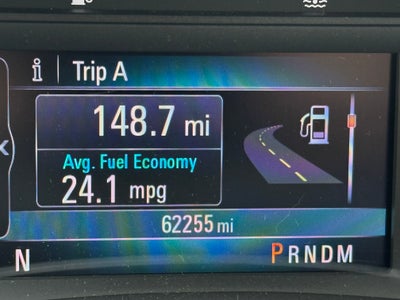 i Trip A
148.7 mi
Avg. Fuel Economy
24.1 mpg
62255 mi
N PRNDM